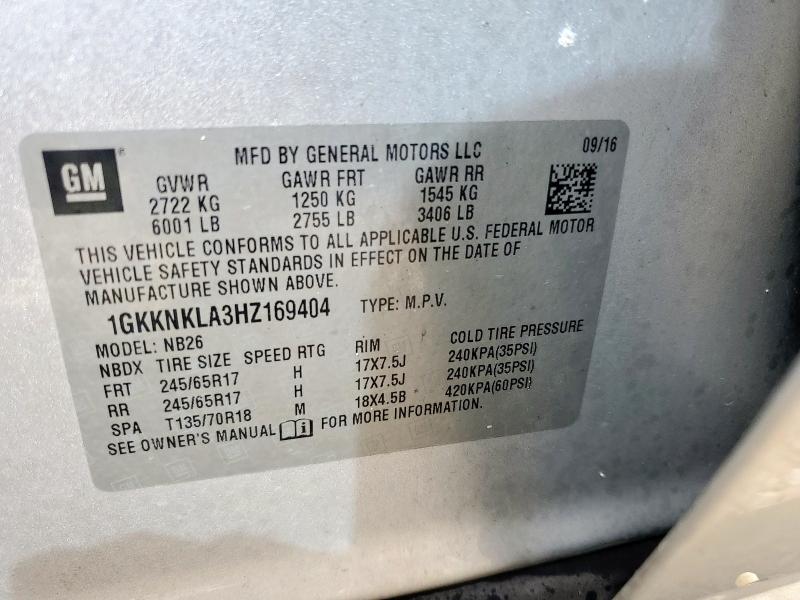 GM
MFD BY GENERAL MOTORS LLC 09/16
GVWR GAWR FRT GAWR RR
2722 KG 1250 KG 1545 KG
6001 LB 2755 LB 3406 LB
THIS VEHICLE CONFORMS TO ALL APPLICABLE U.S. FEDERAL MOTOR
VEHICLE SAFETY STANDARDS IN EFFECT ON THE DATE OF
MANUFACTURE SHOWN ABOVE.
1GKKNKLA3HZ169404 TYPE: M.P.V.
MODEL: NB26
NBDX TIRE SIZE SPEED RTG RIM COLD TIRE PRESSURE
FRT 245/65R17 H 17X7.5J 240KPA(35PSI)
RR 245/65R17 H 17X7.5J 240KPA(35PSI)
SPA T135/70R18 M 18X4.5B 420KPA(60PSI)
SEE OWNER'S MANUAL FOR MORE INFORMATION.